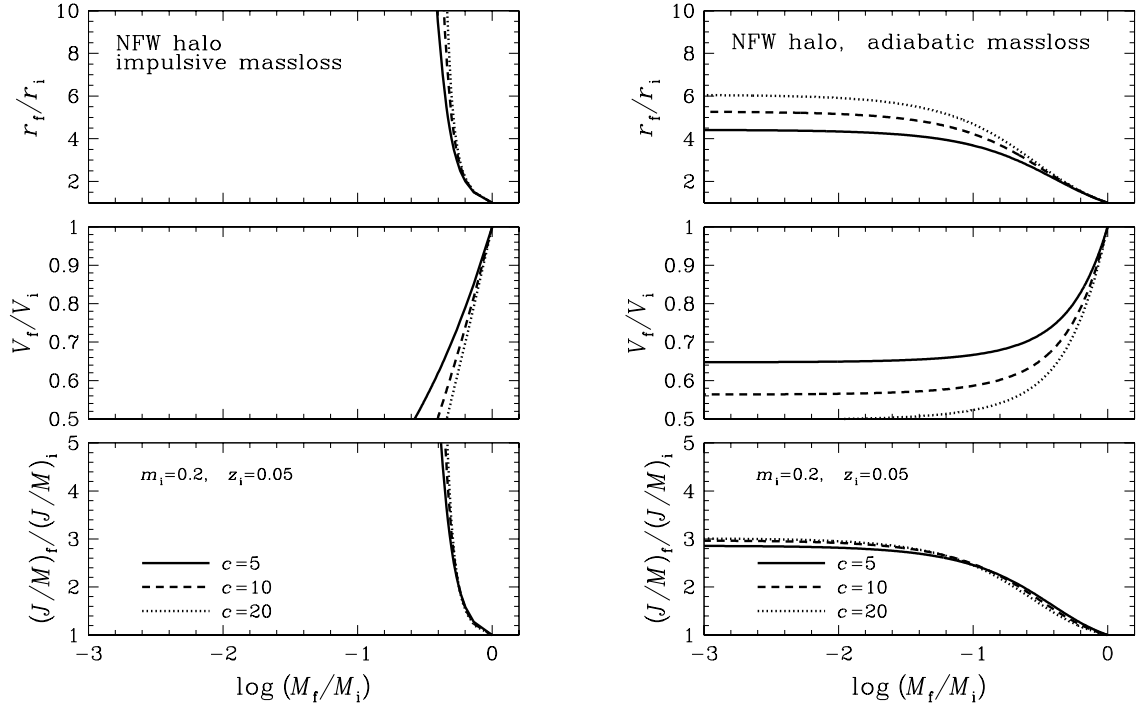 NFW halo
impulsive massloss
10
8
6
4
2
r_f/r_i
1
0.9
0.8
0.7
0.6
0.5
V_f/V_i
m_i=0.2, z_i=0.05
c=5
c=10
c=20
5
4
3
2
1
(J/M)_f/(J/M)_i
−3
−2
−1
0
log (M_f/M_i)
NFW halo, adiabatic massloss
10
8
6
4
2
r_f/r_i
1
0.9
0.8
0.7
0.6
0.5
V_f/V_i
m_i=0.2, z_i=0.05
c=5
c=10
c=20
5
4
3
2
1
(J/M)_f/(J/M)_i
−3
−2
−1
0
log (M_f/M_i)